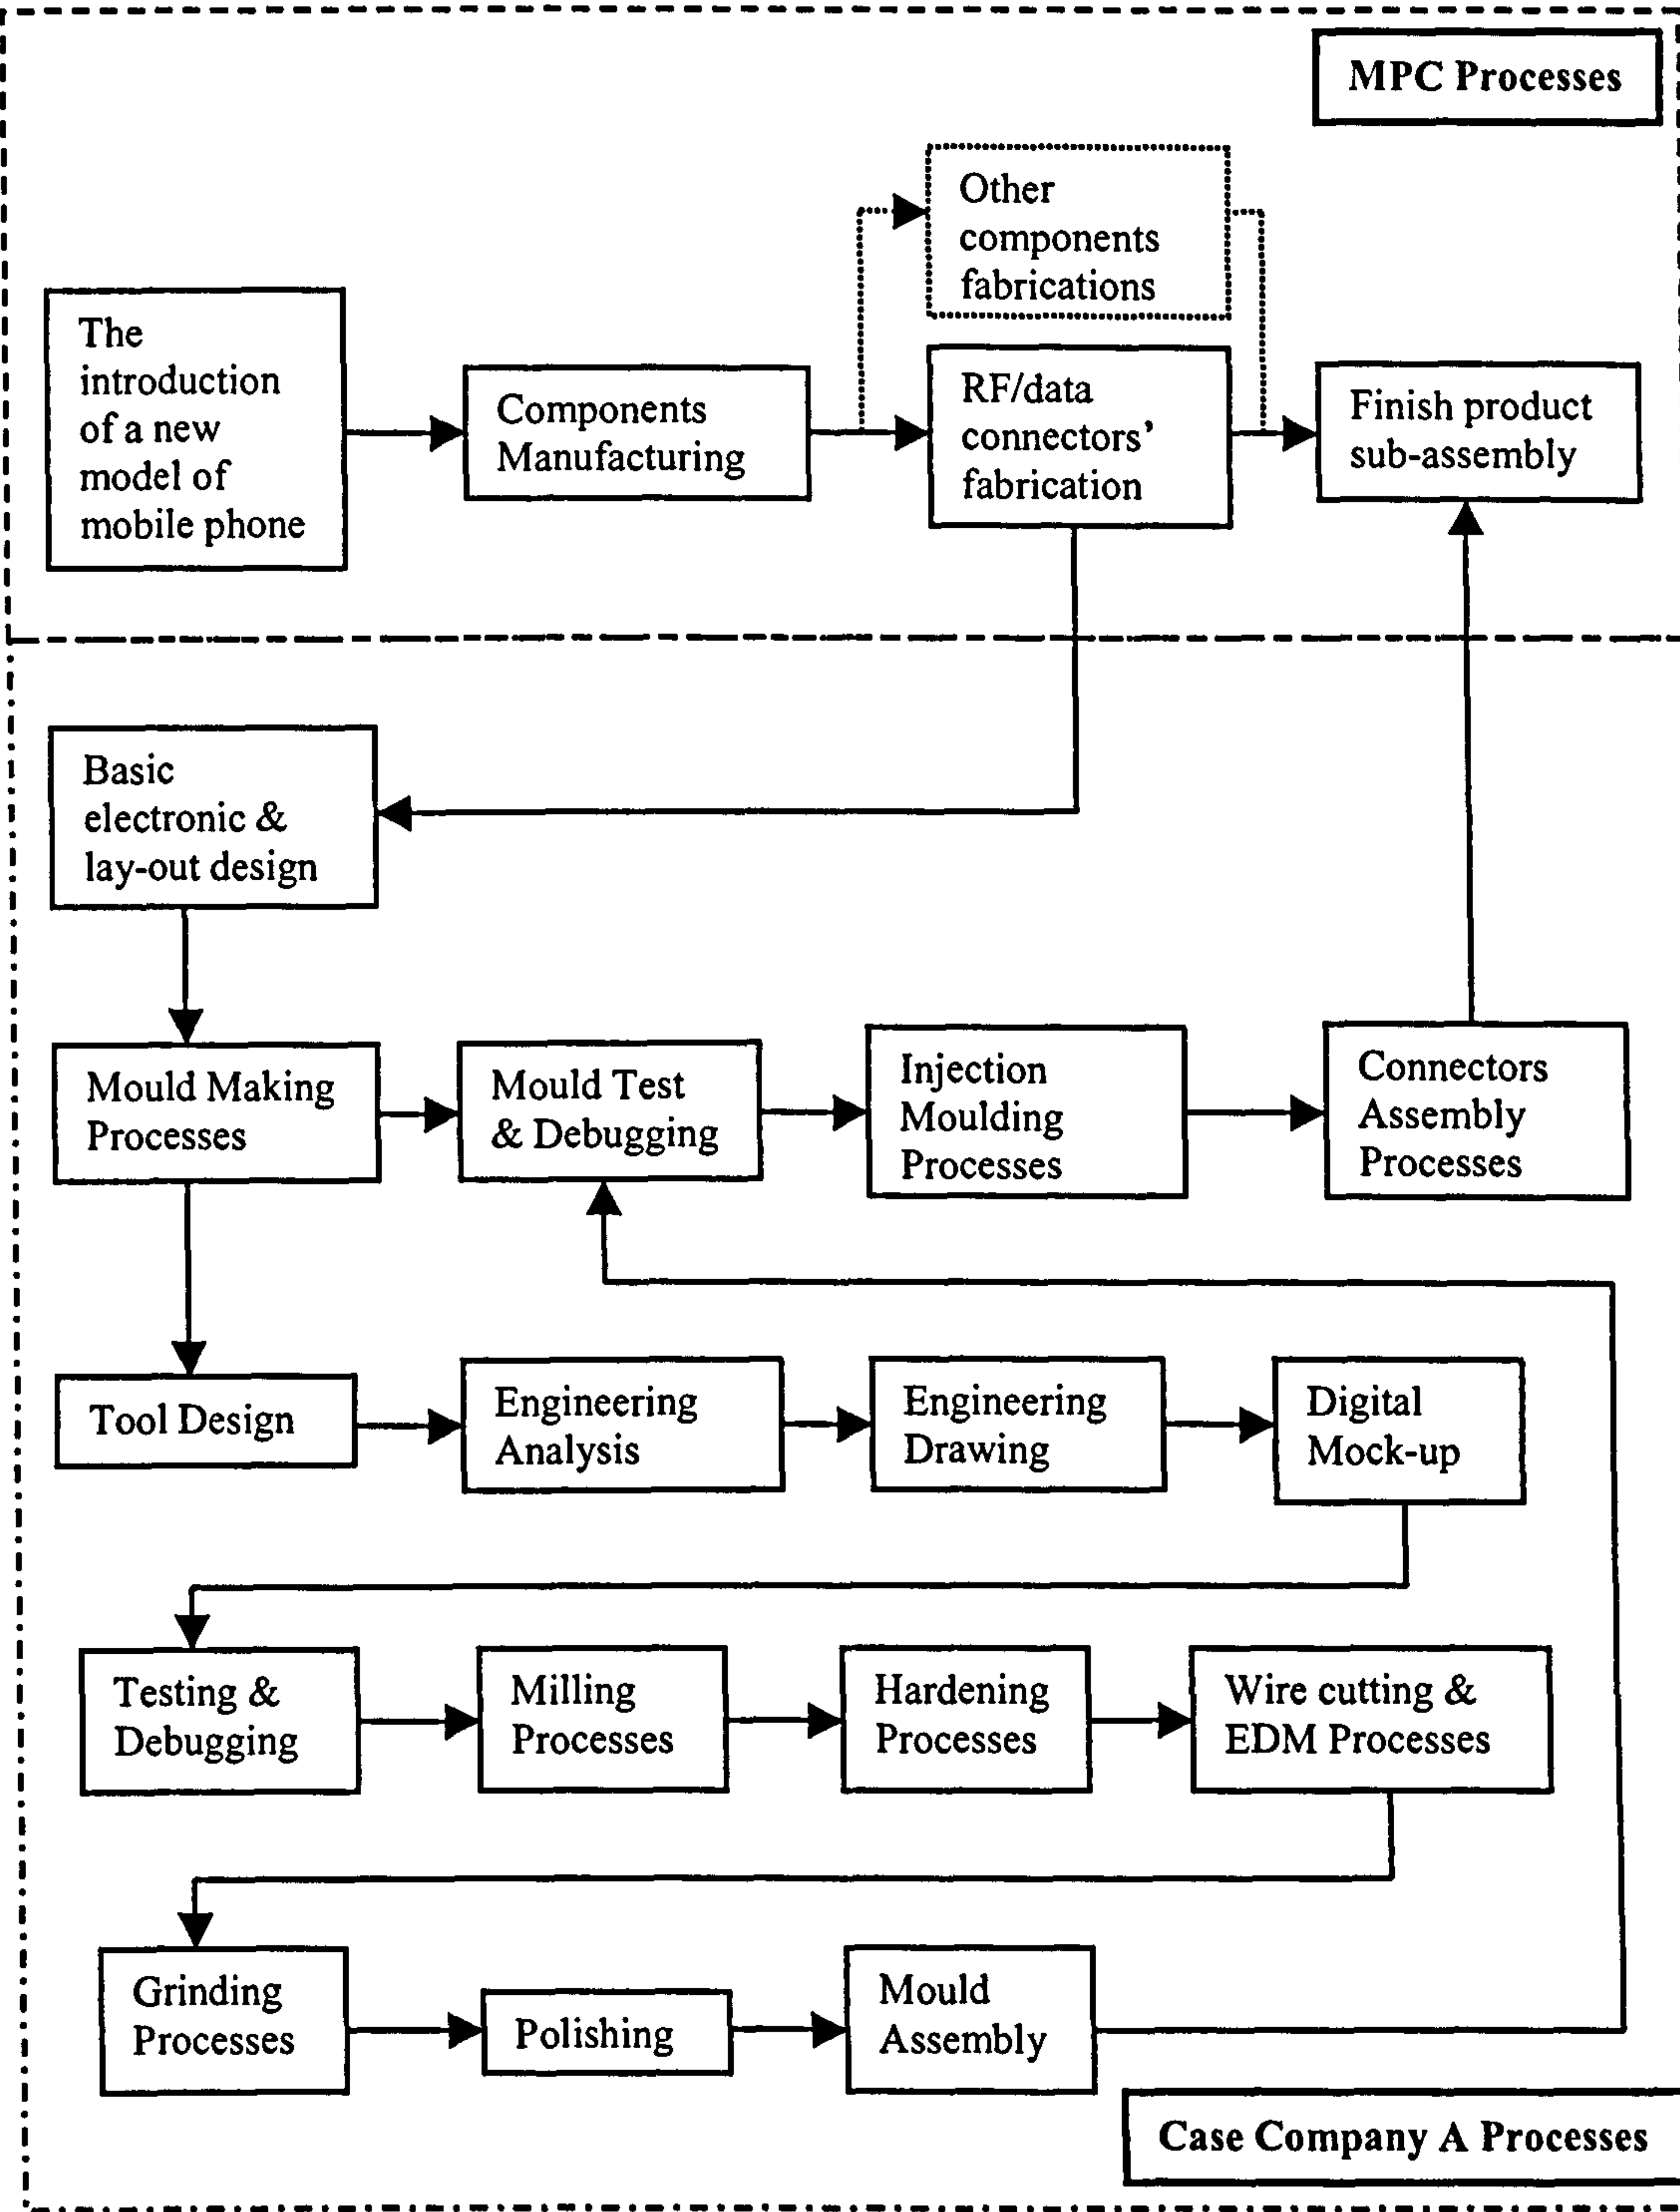 MPC Processes
Other
components
fabrications
The
introduction
of a new
model of
mobile phone
Components
Manufacturing
RF/data
connectors’
fabrication
Finish product
sub-assembly
Basic
electronic &
lay-out design
Mould Making
Processes
Mould Test
& Debugging
Injection
Moulding
Processes
Connectors
Assembly
Processes
Tool Design
Engineering
Analysis
Engineering
Drawing
Digital
Mock-up
Testing &
Debugging
Milling
Processes
Hardening
Processes
Wire cutting &
EDM Processes
Grinding
Processes
Polishing
Mould
Assembly
Case Company A Processes